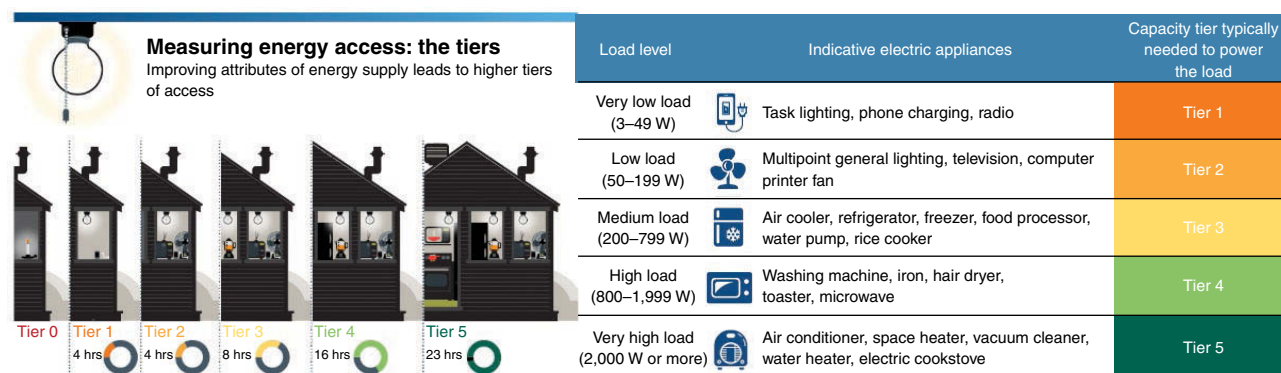 Measuring energy access: the tiers
Improving attributes of energy supply leads to higher tiers
of access
Tier 0
Tier 1
Tier 2
Tier 3
Tier 4
Tier 5
4 hrs
4 hrs
8 hrs
16 hrs
23 hrs
Load level
Indicative electric appliances
Capacity tier typically
needed to power
the load
Very low load
(3–49 W)
Task lighting, phone charging, radio
Tier 1
Low load
(50–199 W)
Multipoint general lighting, television, computer
printer fan
Tier 2
Medium load
(200–799 W)
Air cooler, refrigerator, freezer, food processor,
water pump, rice cooker
Tier 3
High load
(800–1,999 W)
Washing machine, iron, hair dryer,
toaster, microwave
Tier 4
Very high load
(2,000 W or more)
Air conditioner, space heater, vacuum cleaner,
water heater, electric cookstove
Tier 5